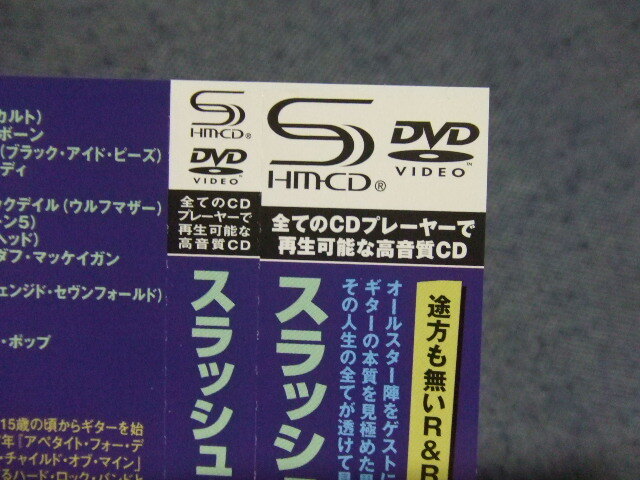 カルト)
ボーン
(ブラック・アイド・ピーズ)
ディ
クデイル(ウルフマザー)
ーン5)
ヘッド)
ダフ・マッケイガン
ェンジド・セヴンフォールド)
・ポップ
15歳の頃からギターを始
年『アペタイト・フォー・デ
・チャイルド・オブ・マイン」
るハード・ロック・バンドと
HM-CD®
DVD
VIDEO™
全てのCD
プレーヤーで
再生可能な
高音質CD
スラッシュ
HM-CD®
DVD
VIDEO™
全てのCDプレーヤーで
再生可能な高音質CD
スラッシ
オールスター陣をゲストに
ギターの本質を見極めた男
その人生の全てが透けて見
途方も無いR&R